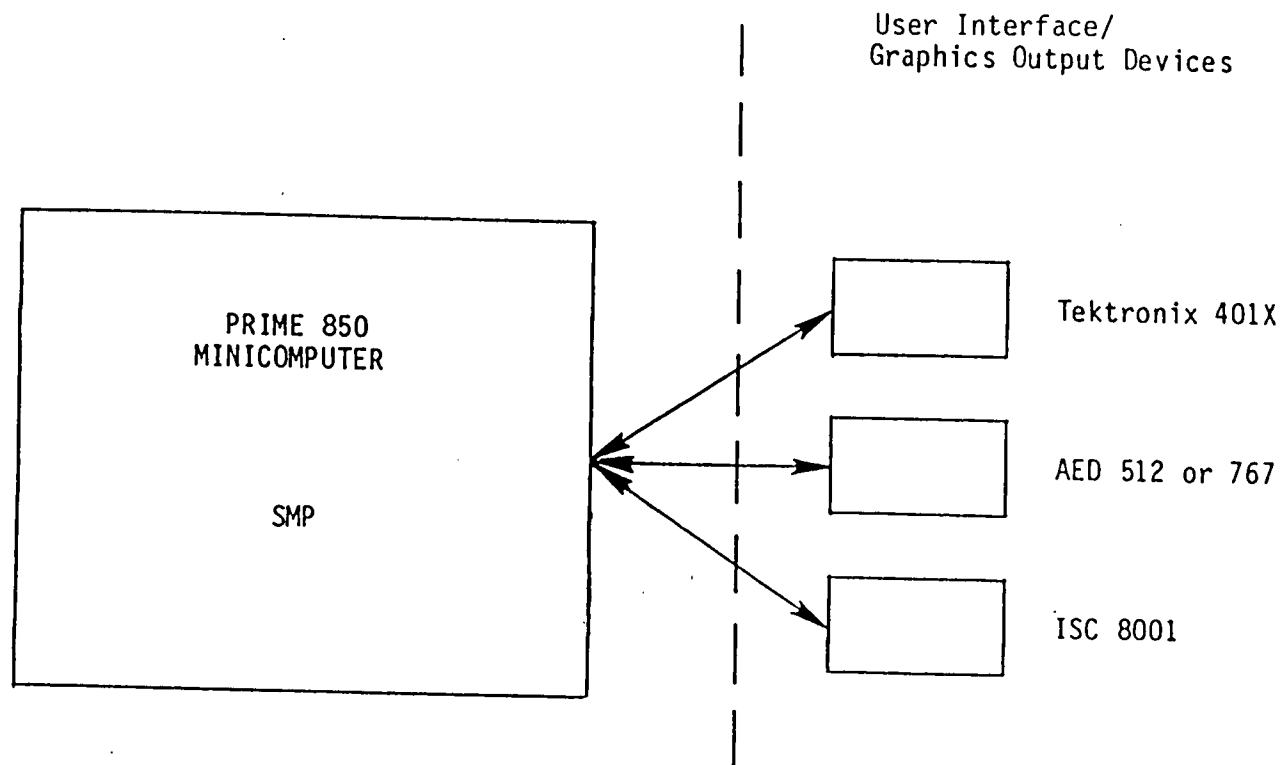 User Interface/
Graphics Output Devices
PRIME 850
MINICOMPUTER
SMP
Tektronix 401X
AED 512 or 767
ISC 8001